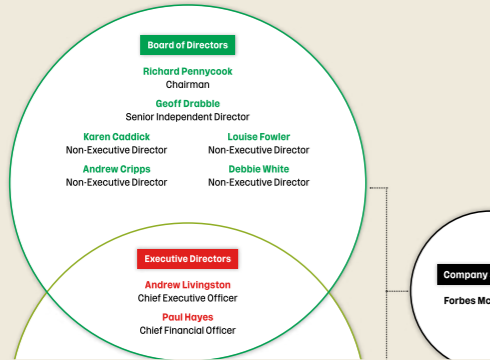 Board of Directors
Richard Pennycook
Chairman
Geoff Drabble
Senior Independent Director
Karen Caddick
Non-Executive Director
Louise Fowler
Non-Executive Director
Andrew Cripps
Non-Executive Director
Debbie White
Non-Executive Director
Executive Directors
Andrew Livingston
Chief Executive Officer
Paul Hayes
Chief Financial Officer
Company
Forbes